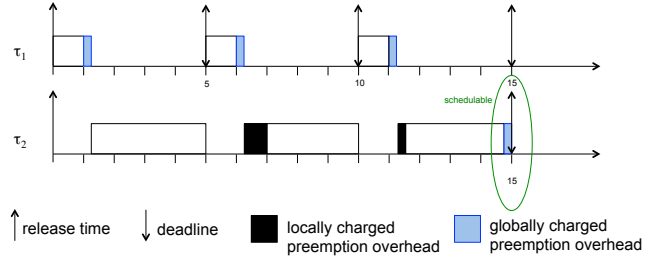 τ1
5
10
15
schedulable
τ2
15
release time
deadline
locally charged
preemption overhead
globally charged
preemption overhead